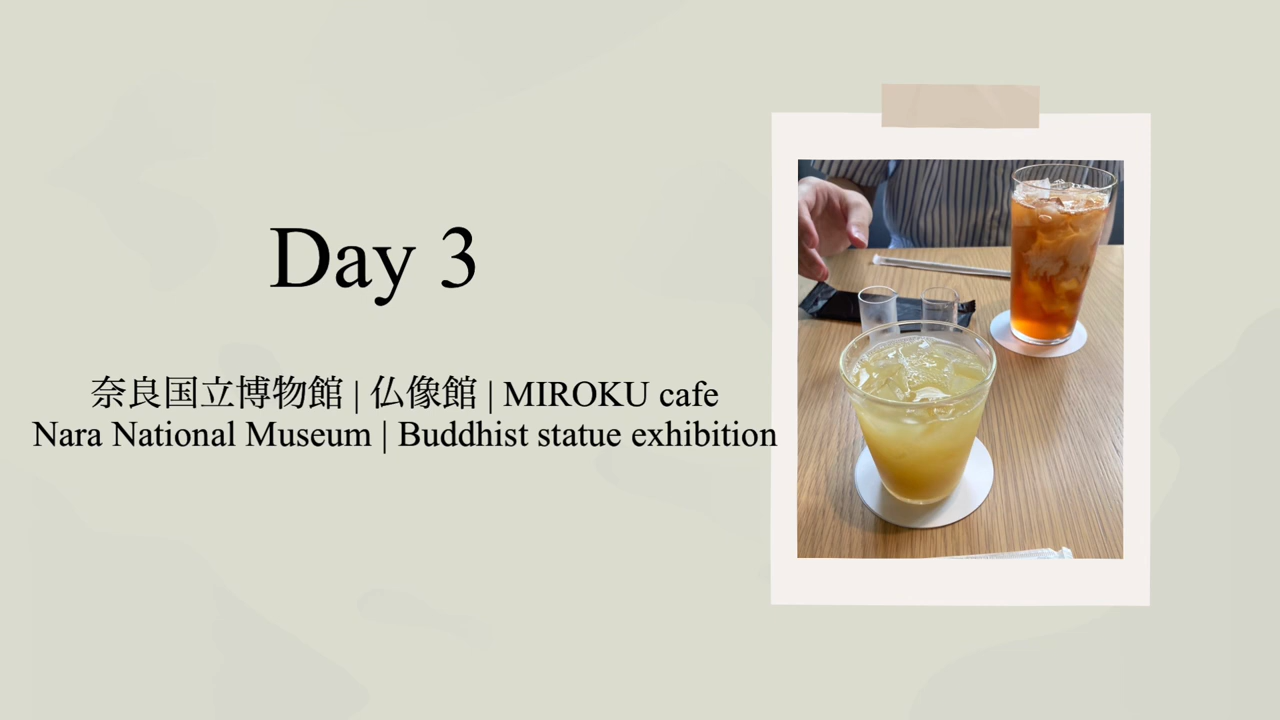 Day 3
奈良国立博物館 | 仏像館 | MIROKU cafe
Nara National Museum | Buddhist statue exhibition